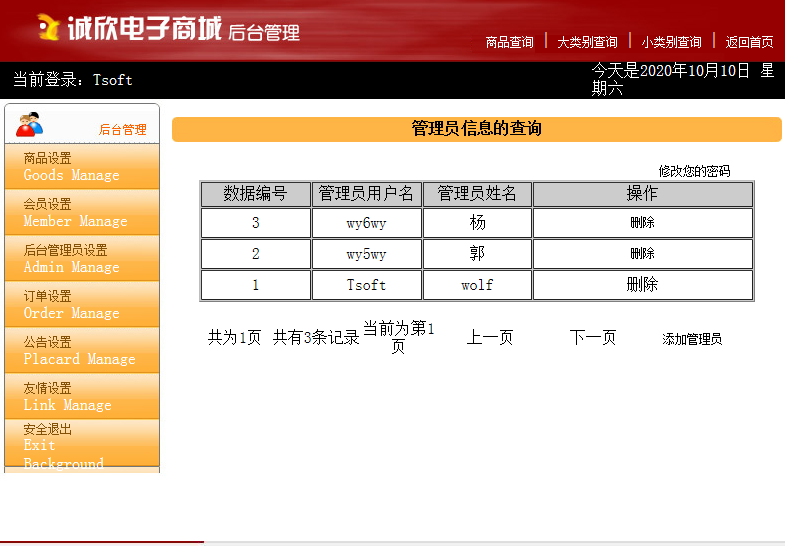 诚欣电子商城 后台管理
商品查询 大类别查询 小类别查询 返回首页
当前登录：Tsoft
今天是2020年10月10日 星
期六
后台管理
商品设置
Goods Manage
会员设置
Member Manage
后台管理员设置
Admin Manage
订单设置
Order Manage
公告设置
Placard Manage
友情设置
Link Manage
安全退出
Exit
Background
管理员信息的查询
修改您的密码
数据编号 管理员用户名 管理员姓名 操作
3 wy6wy 杨 删除
2 wy5wy 郭 删除
1 Tsoft wolf 删除
共为1页 共有3条记录 当前为第1
页 上一页 下一页 添加管理员